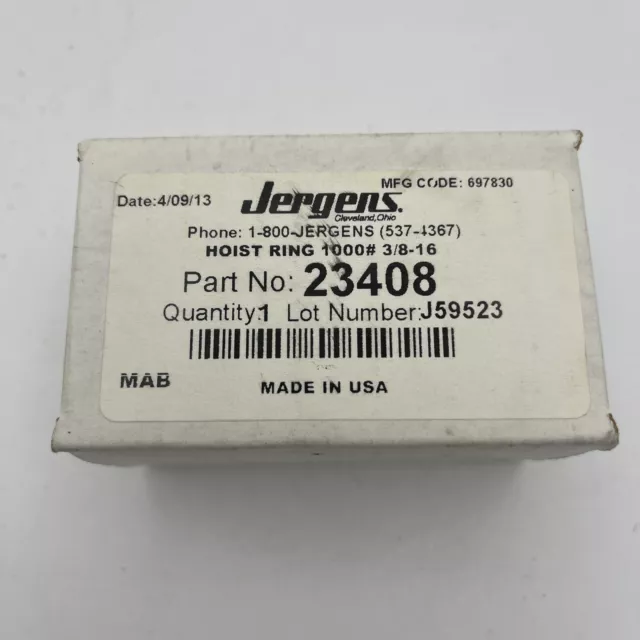 MFG CODE: 697830
Date:4/09/13 Jergens.
Cleveland, Ohio
Phone: 1-800-JERGENS (537-4367)
HOIST RING 1000# 3/8-16
Part No: 23408
Quantity:1 Lot Number:J59523
MAB MADE IN USA